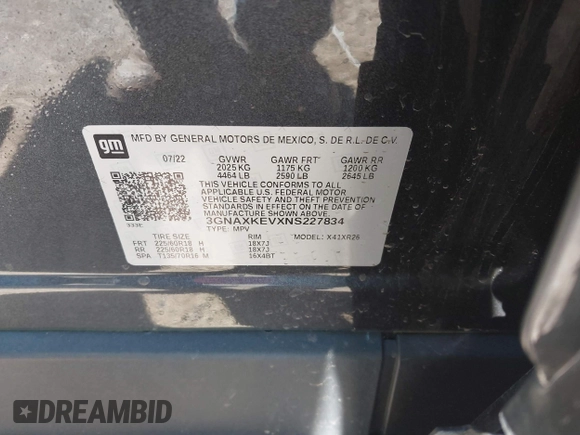 gm
MFD BY GENERAL MOTORS DE MEXICO, S. DE R.L. DE C.V.
07/22 GVWR GAWR FRT GAWR RR
2025 KG 1175 KG 1200 KG
4464 LB 2590 LB 2645 LB
THIS VEHICLE CONFORMS TO ALL
APPLICABLE U.S. FEDERAL MOTOR
VEHICLE SAFETY, BUMPER, AND
THEFT PREVENTION STANDARDS IN
EFFECT ON THE DATE OF
MANUFACTURE SHOWN ABOVE.
3GNAXKEVXNS227834
333E TYPE: MPV
TIRE SIZE RIM MODEL: X41XR26
FRT 225/60R18 H 18X7J
RR 225/60R18 H 18X7J
SPA T135/70R16 M 16X4BT
DREAMBID